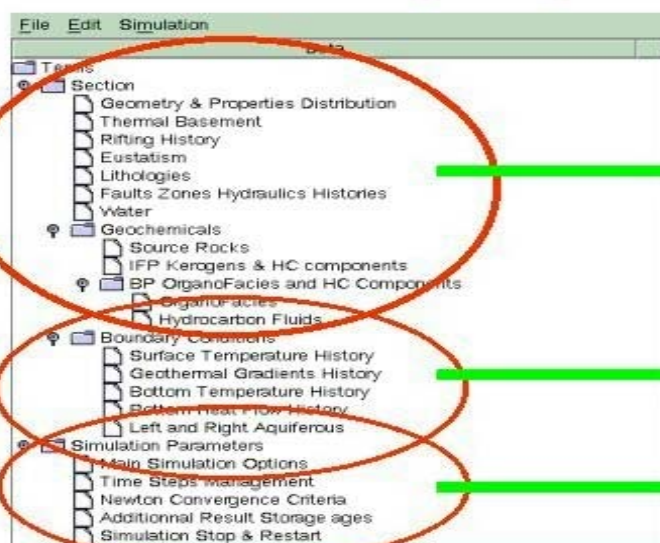 File Edit Simulation
Data
Temis
Section
Geometry & Properties Distribution
Thermal Basement
Rifting History
Eustatism
Lithologies
Faults Zones Hydraulics Histories
Water
Geochemicals
Source Rocks
IFP Kerogens & HC components
BP OrganoFacies and HC Components
OrganoFacies
Hydrocarbon Fluids
Boundary Conditions
Surface Temperature History
Geothermal Gradients History
Bottom Temperature History
Bottom Heat Flow History
Left and Right Aquiferous
Simulation Parameters
Main Simulation Options
Time Steps Management
Newton Convergence Criteria
Additionnal Result Storage ages
Simulation Stop & Restart